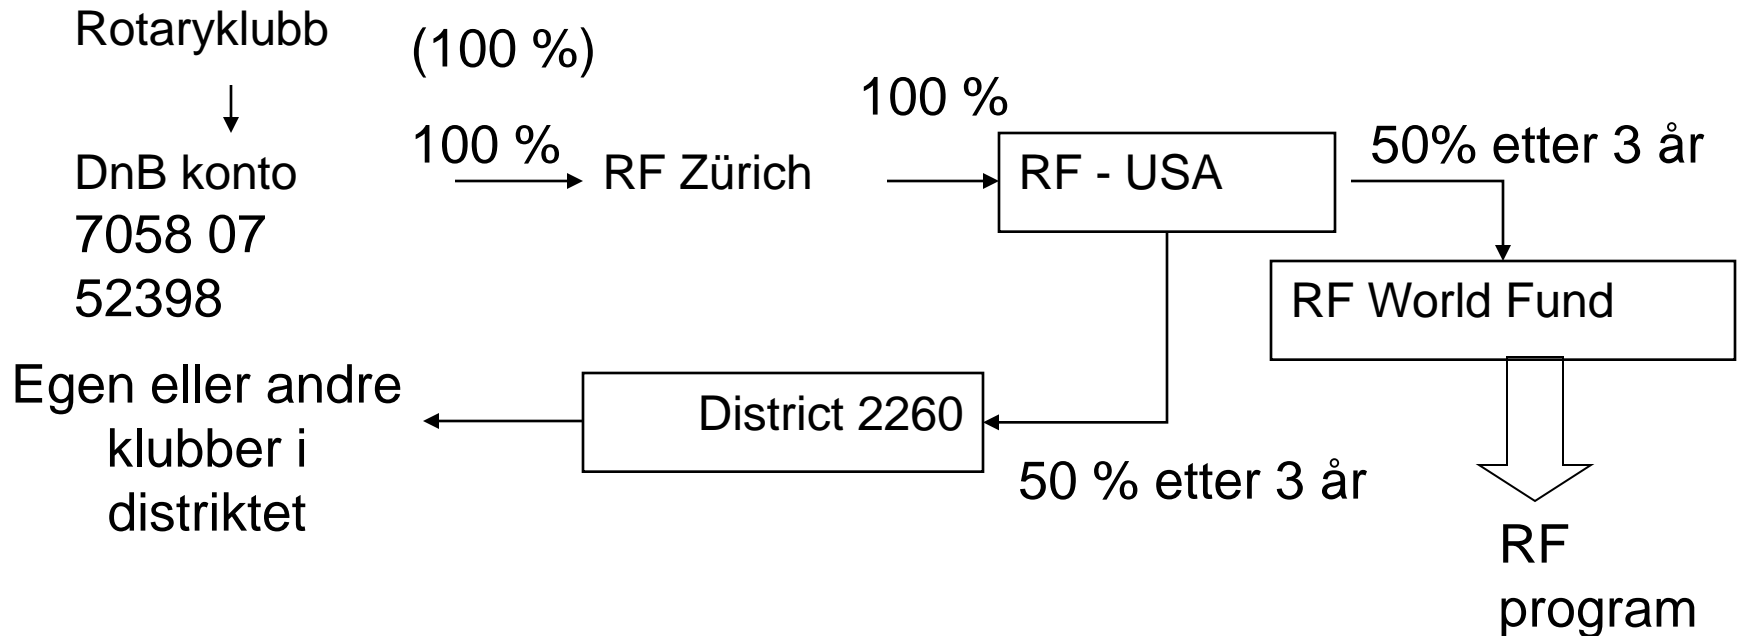 Rotaryklubb
(100 %)
100 %
100 %
50% etter 3 år
DnB konto
7058 07
52398
RF Zürich
RF - USA
RF World Fund
Egen eller andre
klubber i
distriktet
District 2260
50 % etter 3 år
RF
program